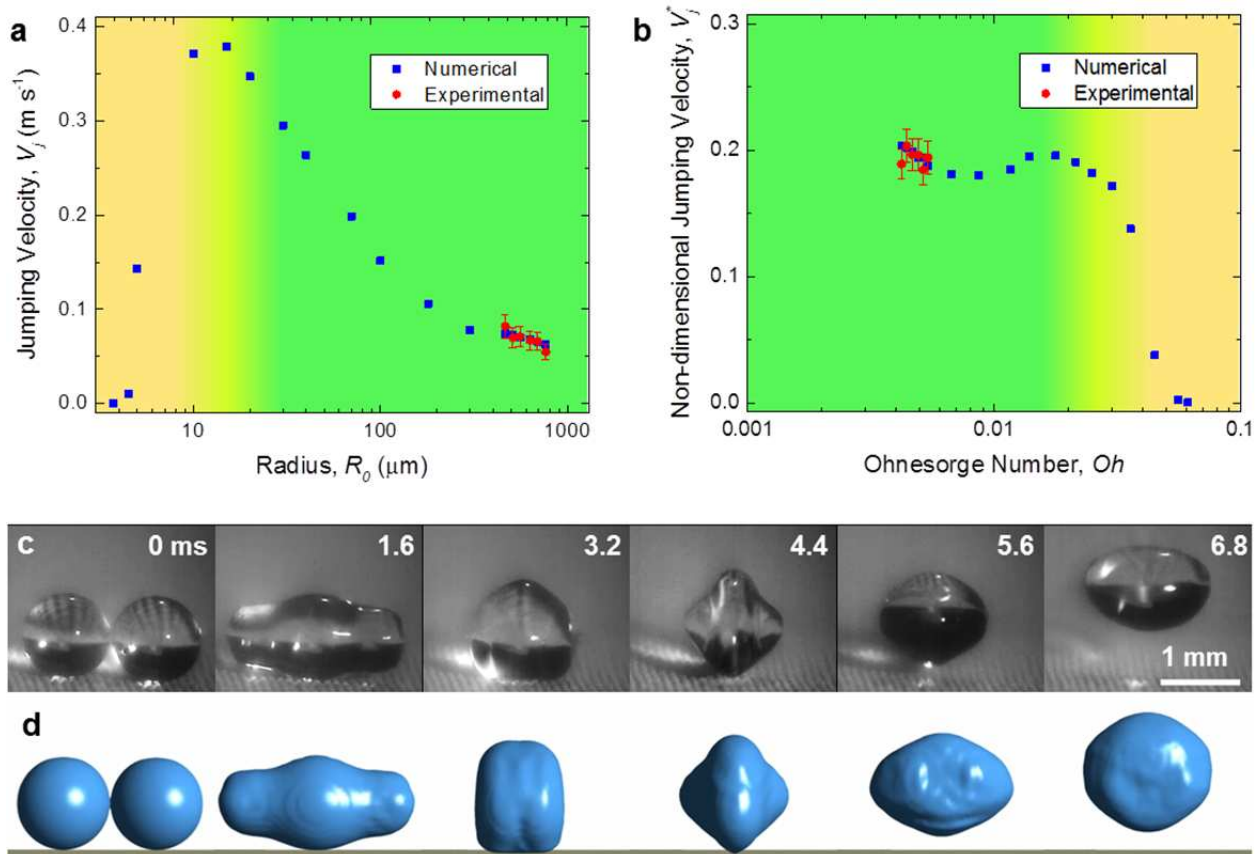 a
0.4
0.3
0.2
0.1
0.0
Jumping Velocity, Vj (m s-1)
Numerical
Experimental
10
100
1000
Radius, R0 (μm)
b
0.3
0.2
0.1
0.0
Non-dimensional Jumping Velocity, Vj*
Numerical
Experimental
0.001
0.01
0.1
Ohnesorge Number, Oh
c
0 ms
1.6
3.2
4.4
5.6
6.8
1 mm
d